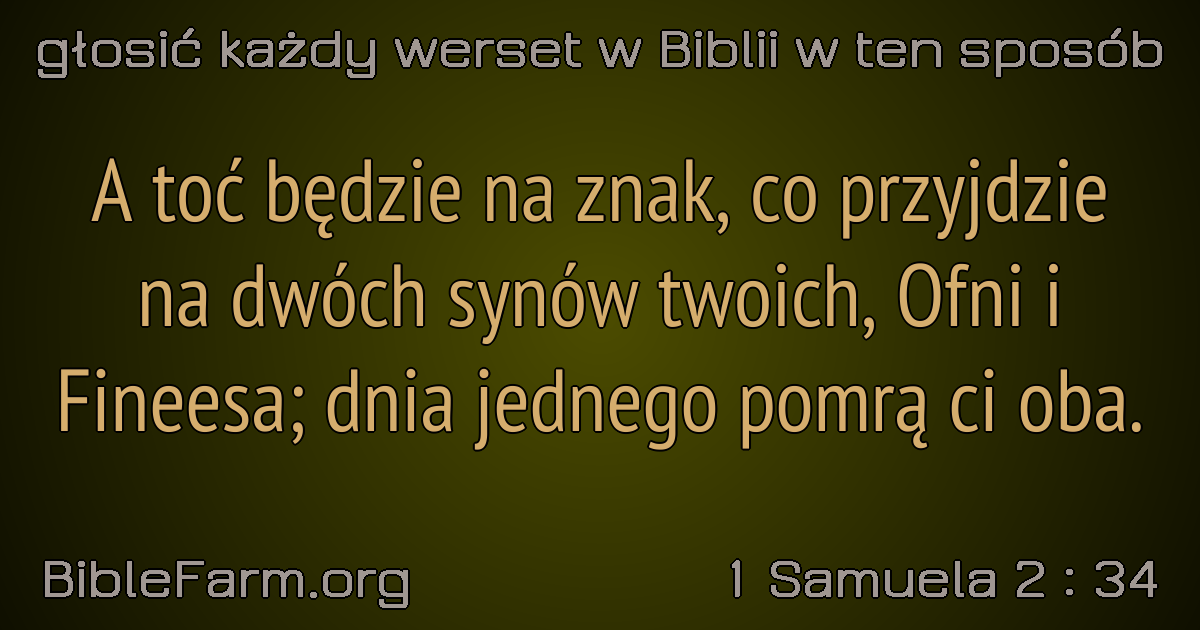 głosić każdy werset w Biblii w ten sposób
A toć będzie na znak, co przyjdzie
na dwóch synów twoich, Ofni i
Fineesa; dnia jednego pomrą ci oba.
BibleFarm.org
1 Samuela 2 : 34